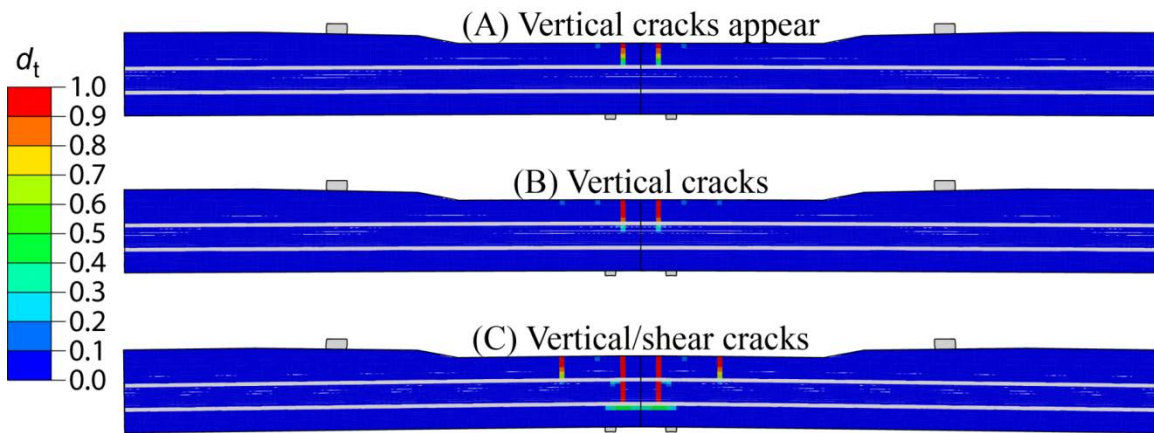 (A) Vertical cracks appear
d_t
1.0
0.9
0.8
0.7
0.6
0.5
0.4
0.3
0.2
0.1
0.0
(B) Vertical cracks
(C) Vertical/shear cracks